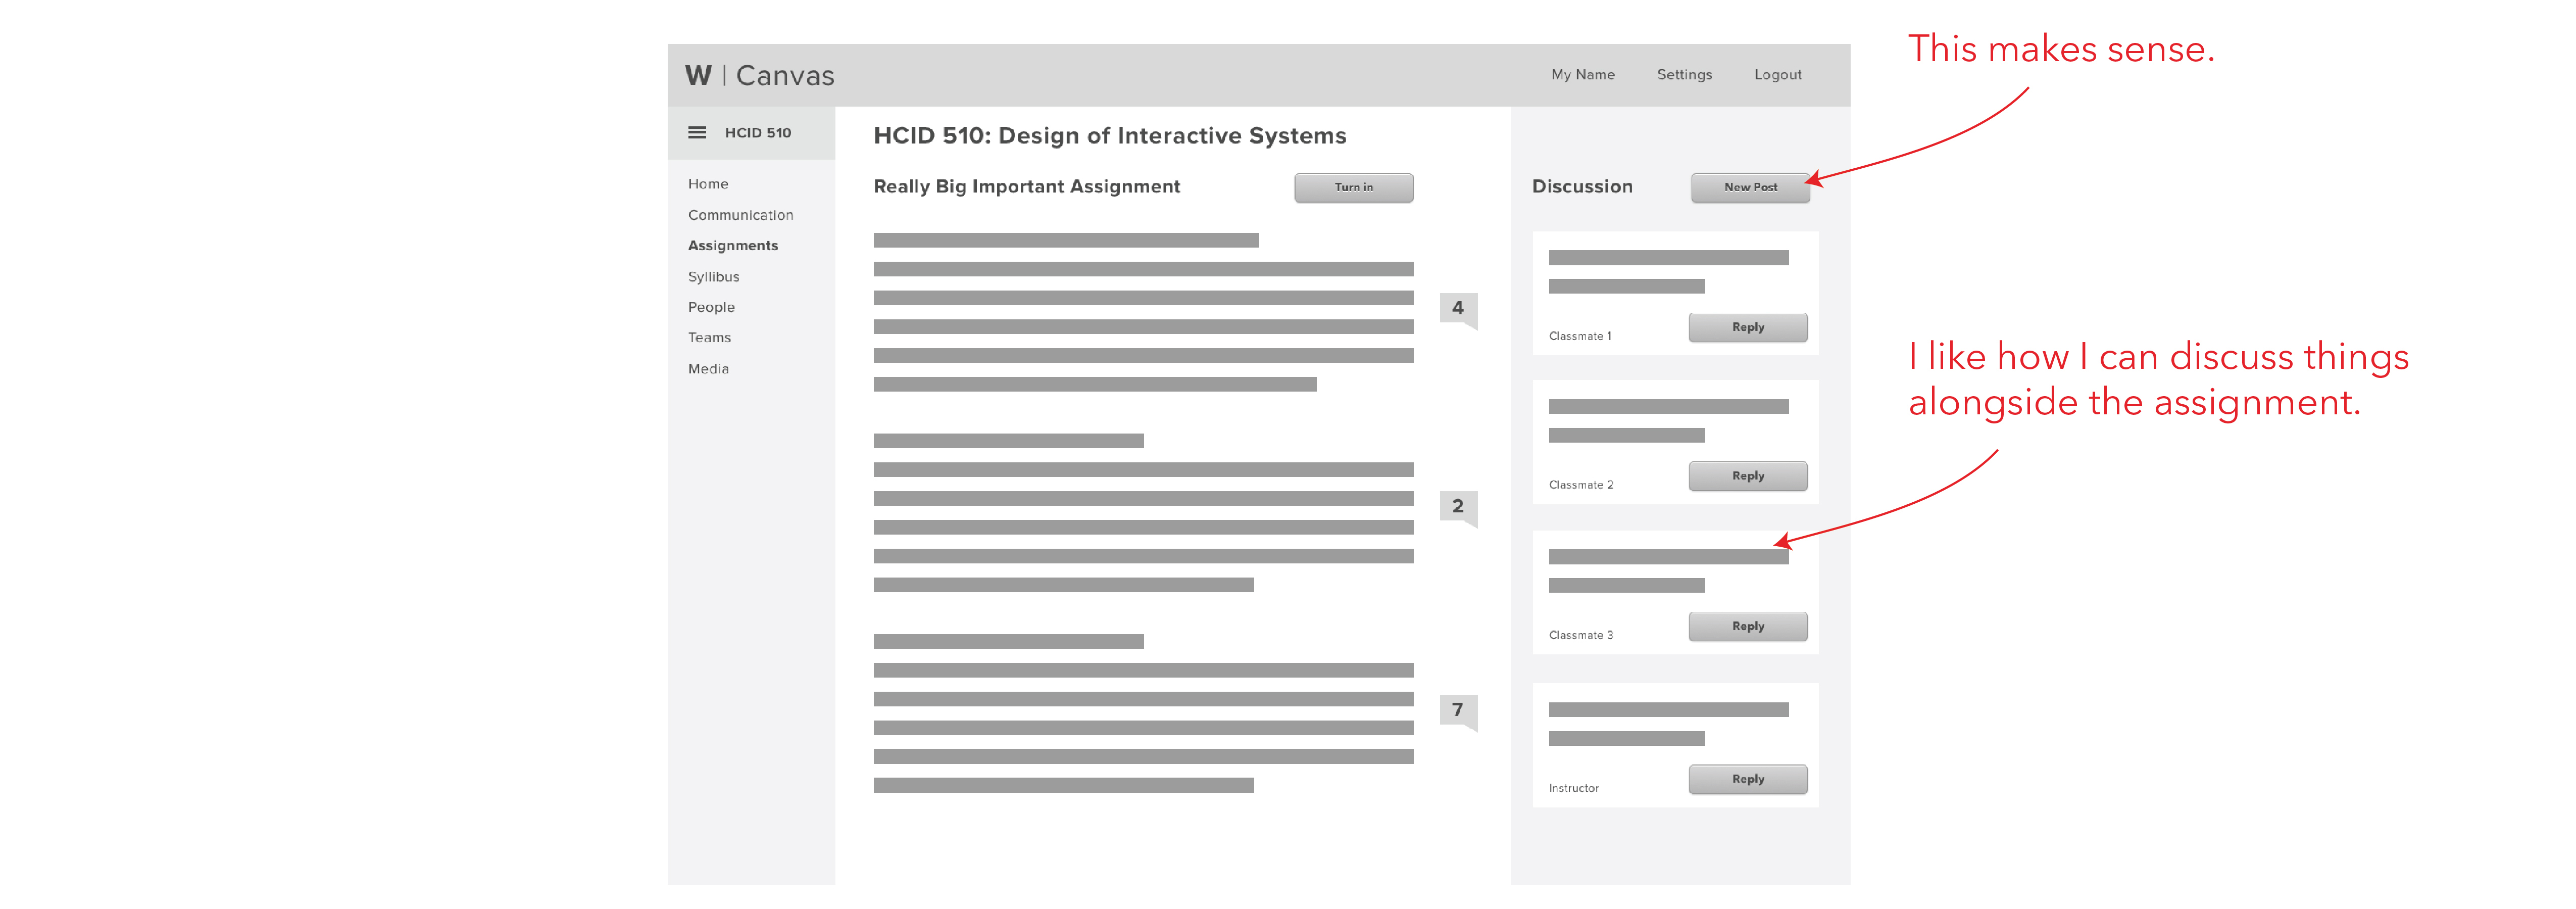 W | Canvas
My Name
Settings
Logout
HCID 510
Home
Communication
Assignments
Syllibus
People
Teams
Media
HCID 510: Design of Interactive Systems
Really Big Important Assignment
Turn in
4
2
7
Discussion
New Post
Classmate 1
Reply
Classmate 2
Reply
Classmate 3
Reply
Instructor
Reply
This makes sense.
I like how I can discuss things
alongside the assignment.